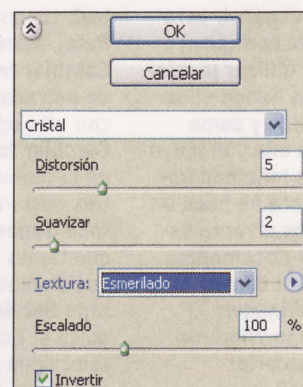 OK
Cancelar
Cristal
Distorsión 5
Suavizar 2
Textura: Esmerilado
Escalado 100 %
Invertir